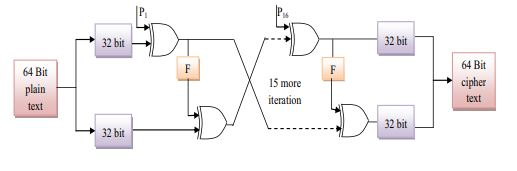 P1
P16
32 bit
32 bit
64 Bit
plain
text
F
F
15 more
iteration
64 Bit
cipher
text
32 bit
32 bit